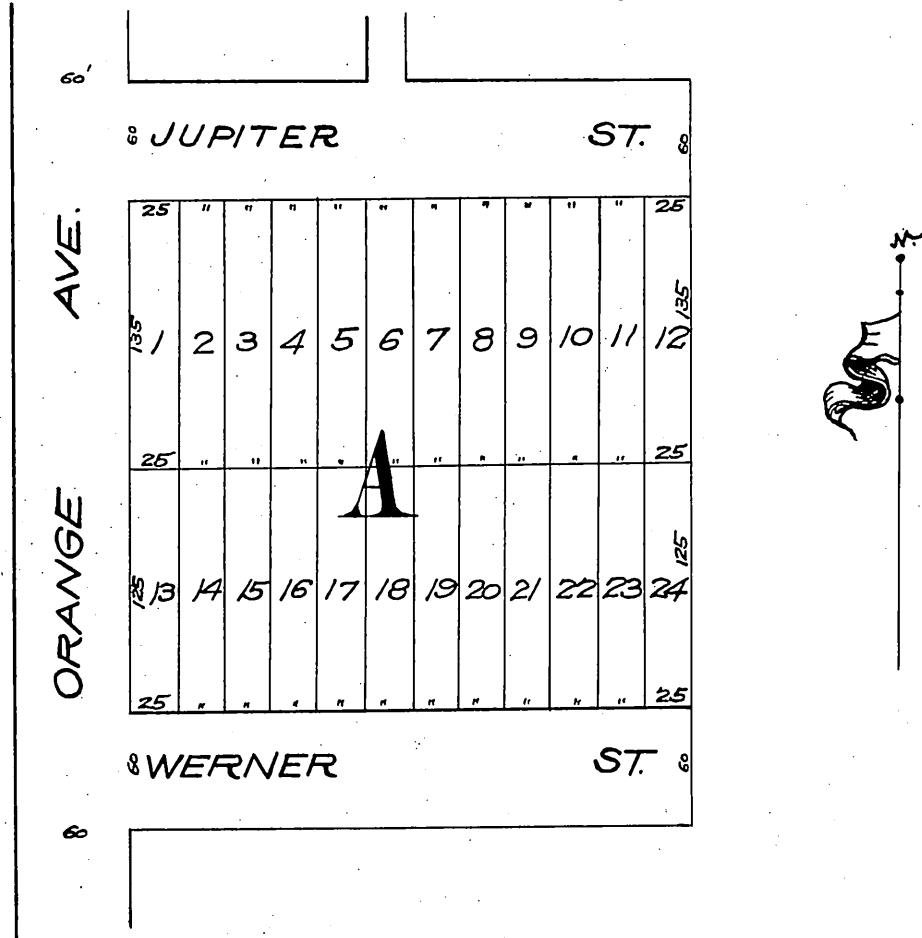 60'
60 JUPITER ST. 60
25 " " " " " " " " " " 25
ORANGE AVE.
135 1 2 3 4 5 6 7 8 9 10 11 12 135
N.
25 " " " " " " " " " " 25
A
125 13 14 15 16 17 18 19 20 21 22 23 24 125
25 " " " " " " " " " " 25
60 WERNER ST. 60
60